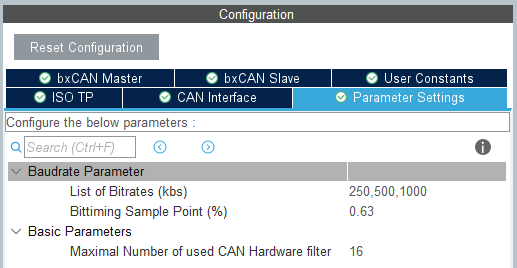 Configuration
Reset Configuration
bxCAN Master
bxCAN Slave
User Constants
ISO TP
CAN Interface
Parameter Settings
Configure the below parameters :
Search (Ctrl+F)
Baudrate Parameter
List of Bitrates (kbs) 250,500,1000
Bittiming Sample Point (%) 0.63
Basic Parameters
Maximal Number of used CAN Hardware filter 16